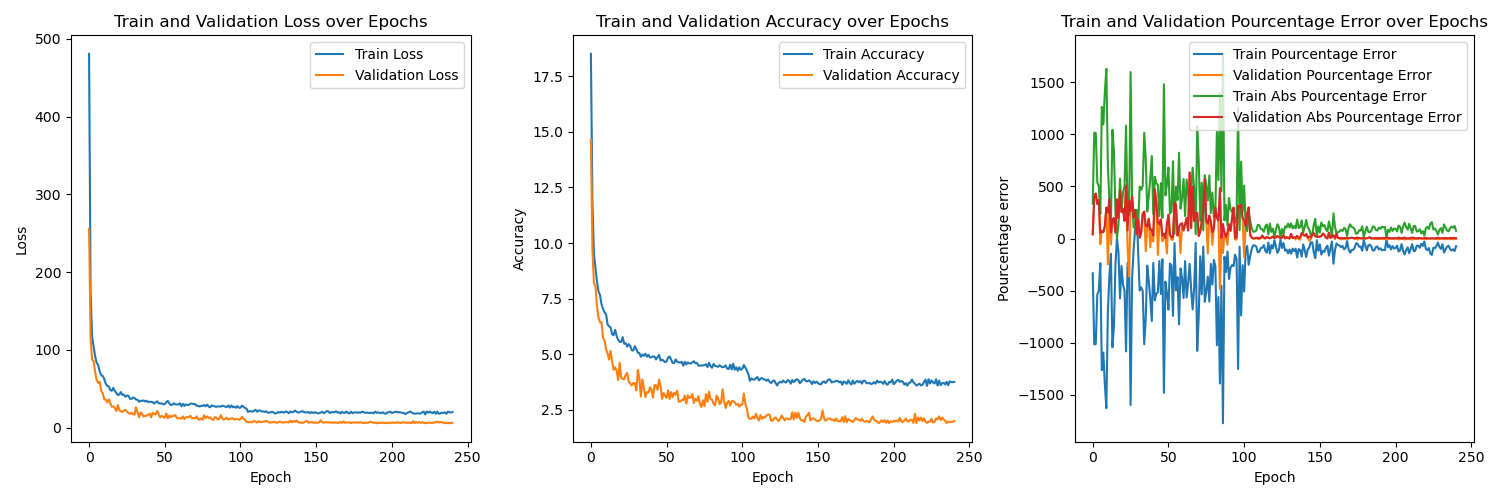 Train and Validation Loss over Epochs
Loss
500
400
300
200
100
0
Train Loss
Validation Loss
0 50 100 150 200 250
Epoch
Train and Validation Accuracy over Epochs
Accuracy
17.5
15.0
12.5
10.0
7.5
5.0
2.5
Train Accuracy
Validation Accuracy
0 50 100 150 200 250
Epoch
Train and Validation Pourcentage Error over Epochs
Pourcentage error
1500
1000
500
0
−500
−1000
−1500
Train Pourcentage Error
Validation Pourcentage Error
Train Abs Pourcentage Error
Validation Abs Pourcentage Error
0 50 100 150 200 250
Epoch